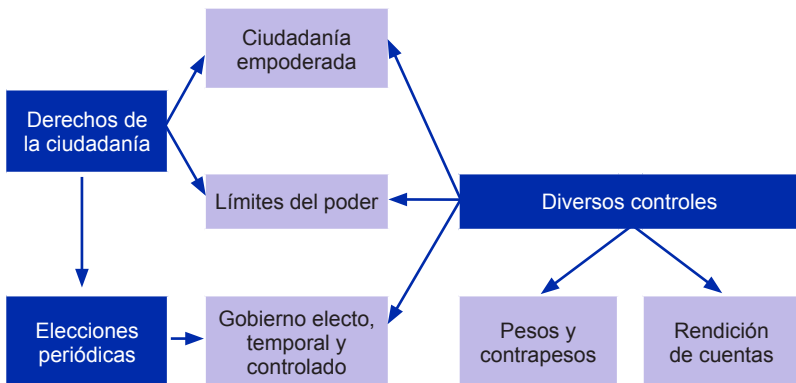 Ciudadanía
empoderada
Derechos de
la ciudadanía
Límites del poder
Diversos controles
Elecciones
periódicas
Gobierno electo,
temporal y
controlado
Pesos y
contrapesos
Rendición
de cuentas